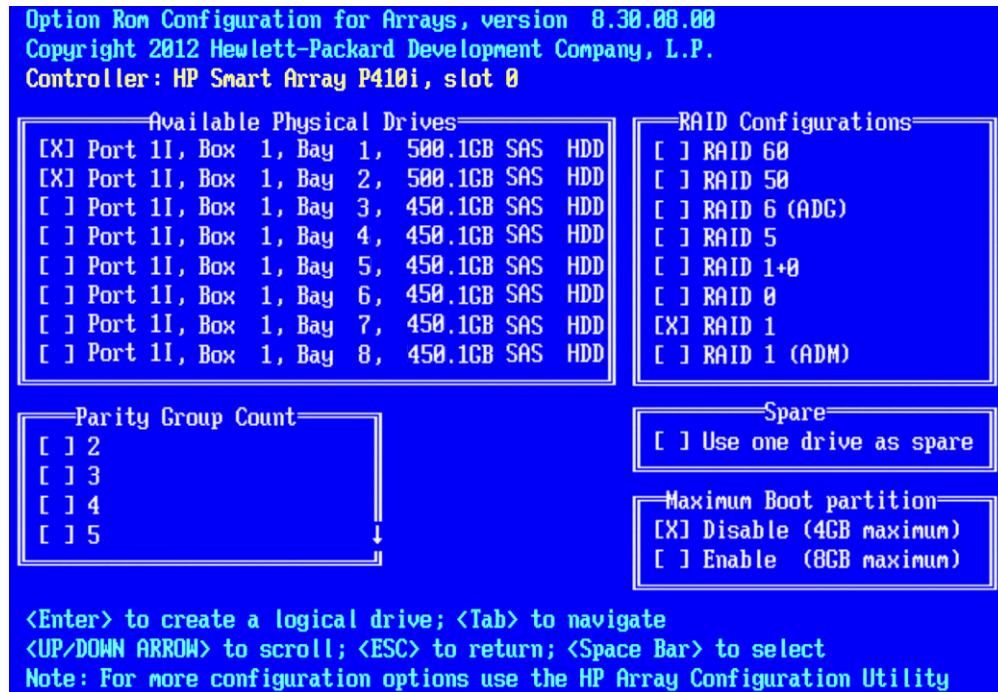 Option Rom Configuration for Arrays, version  8.30.08.00
Copyright 2012 Hewlett-Packard Development Company, L.P.
Controller: HP Smart Array P410i, slot 0
Available Physical Drives
[X] Port 1I, Box  1, Bay  1,  500.1GB SAS  HDD
[X] Port 1I, Box  1, Bay  2,  500.1GB SAS  HDD
[ ] Port 1I, Box  1, Bay  3,  450.1GB SAS  HDD
[ ] Port 1I, Box  1, Bay  4,  450.1GB SAS  HDD
[ ] Port 1I, Box  1, Bay  5,  450.1GB SAS  HDD
[ ] Port 1I, Box  1, Bay  6,  450.1GB SAS  HDD
[ ] Port 1I, Box  1, Bay  7,  450.1GB SAS  HDD
[ ] Port 1I, Box  1, Bay  8,  450.1GB SAS  HDD
RAID Configurations
[ ] RAID 60
[ ] RAID 50
[ ] RAID 6 (ADG)
[ ] RAID 5
[ ] RAID 1+0
[ ] RAID 0
[X] RAID 1
[ ] RAID 1 (ADM)
Parity Group Count
[ ] 2
[ ] 3
[ ] 4
[ ] 5
Spare
[ ] Use one drive as spare
Maximum Boot partition
[X] Disable (4GB maximum)
[ ] Enable  (8GB maximum)
<Enter> to create a logical drive; <Tab> to navigate
<UP/DOWN ARROW> to scroll; <ESC> to return; <Space Bar> to select
Note: For more configuration options use the HP Array Configuration Utility